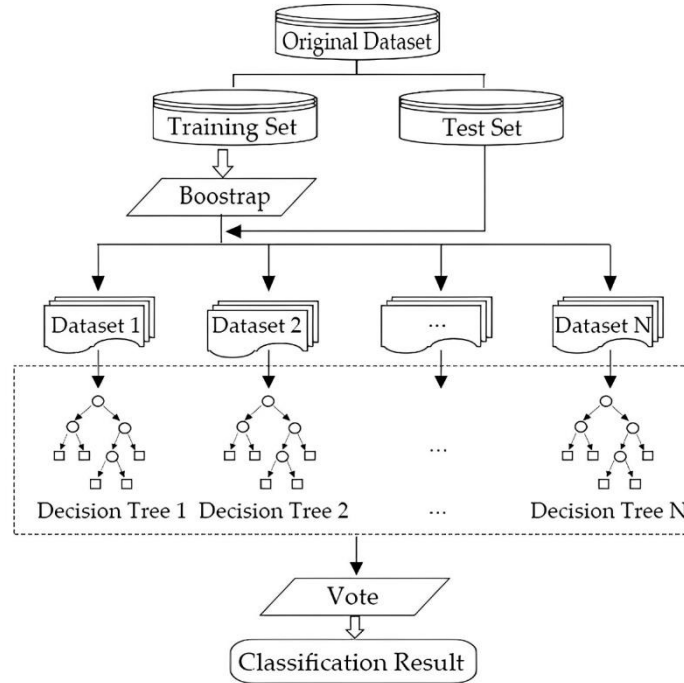 Original Dataset
Training Set
Test Set
Boostrap
Dataset 1
Dataset 2
...
Dataset N
...
Decision Tree 1
Decision Tree 2
...
Decision Tree N
Vote
Classification Result